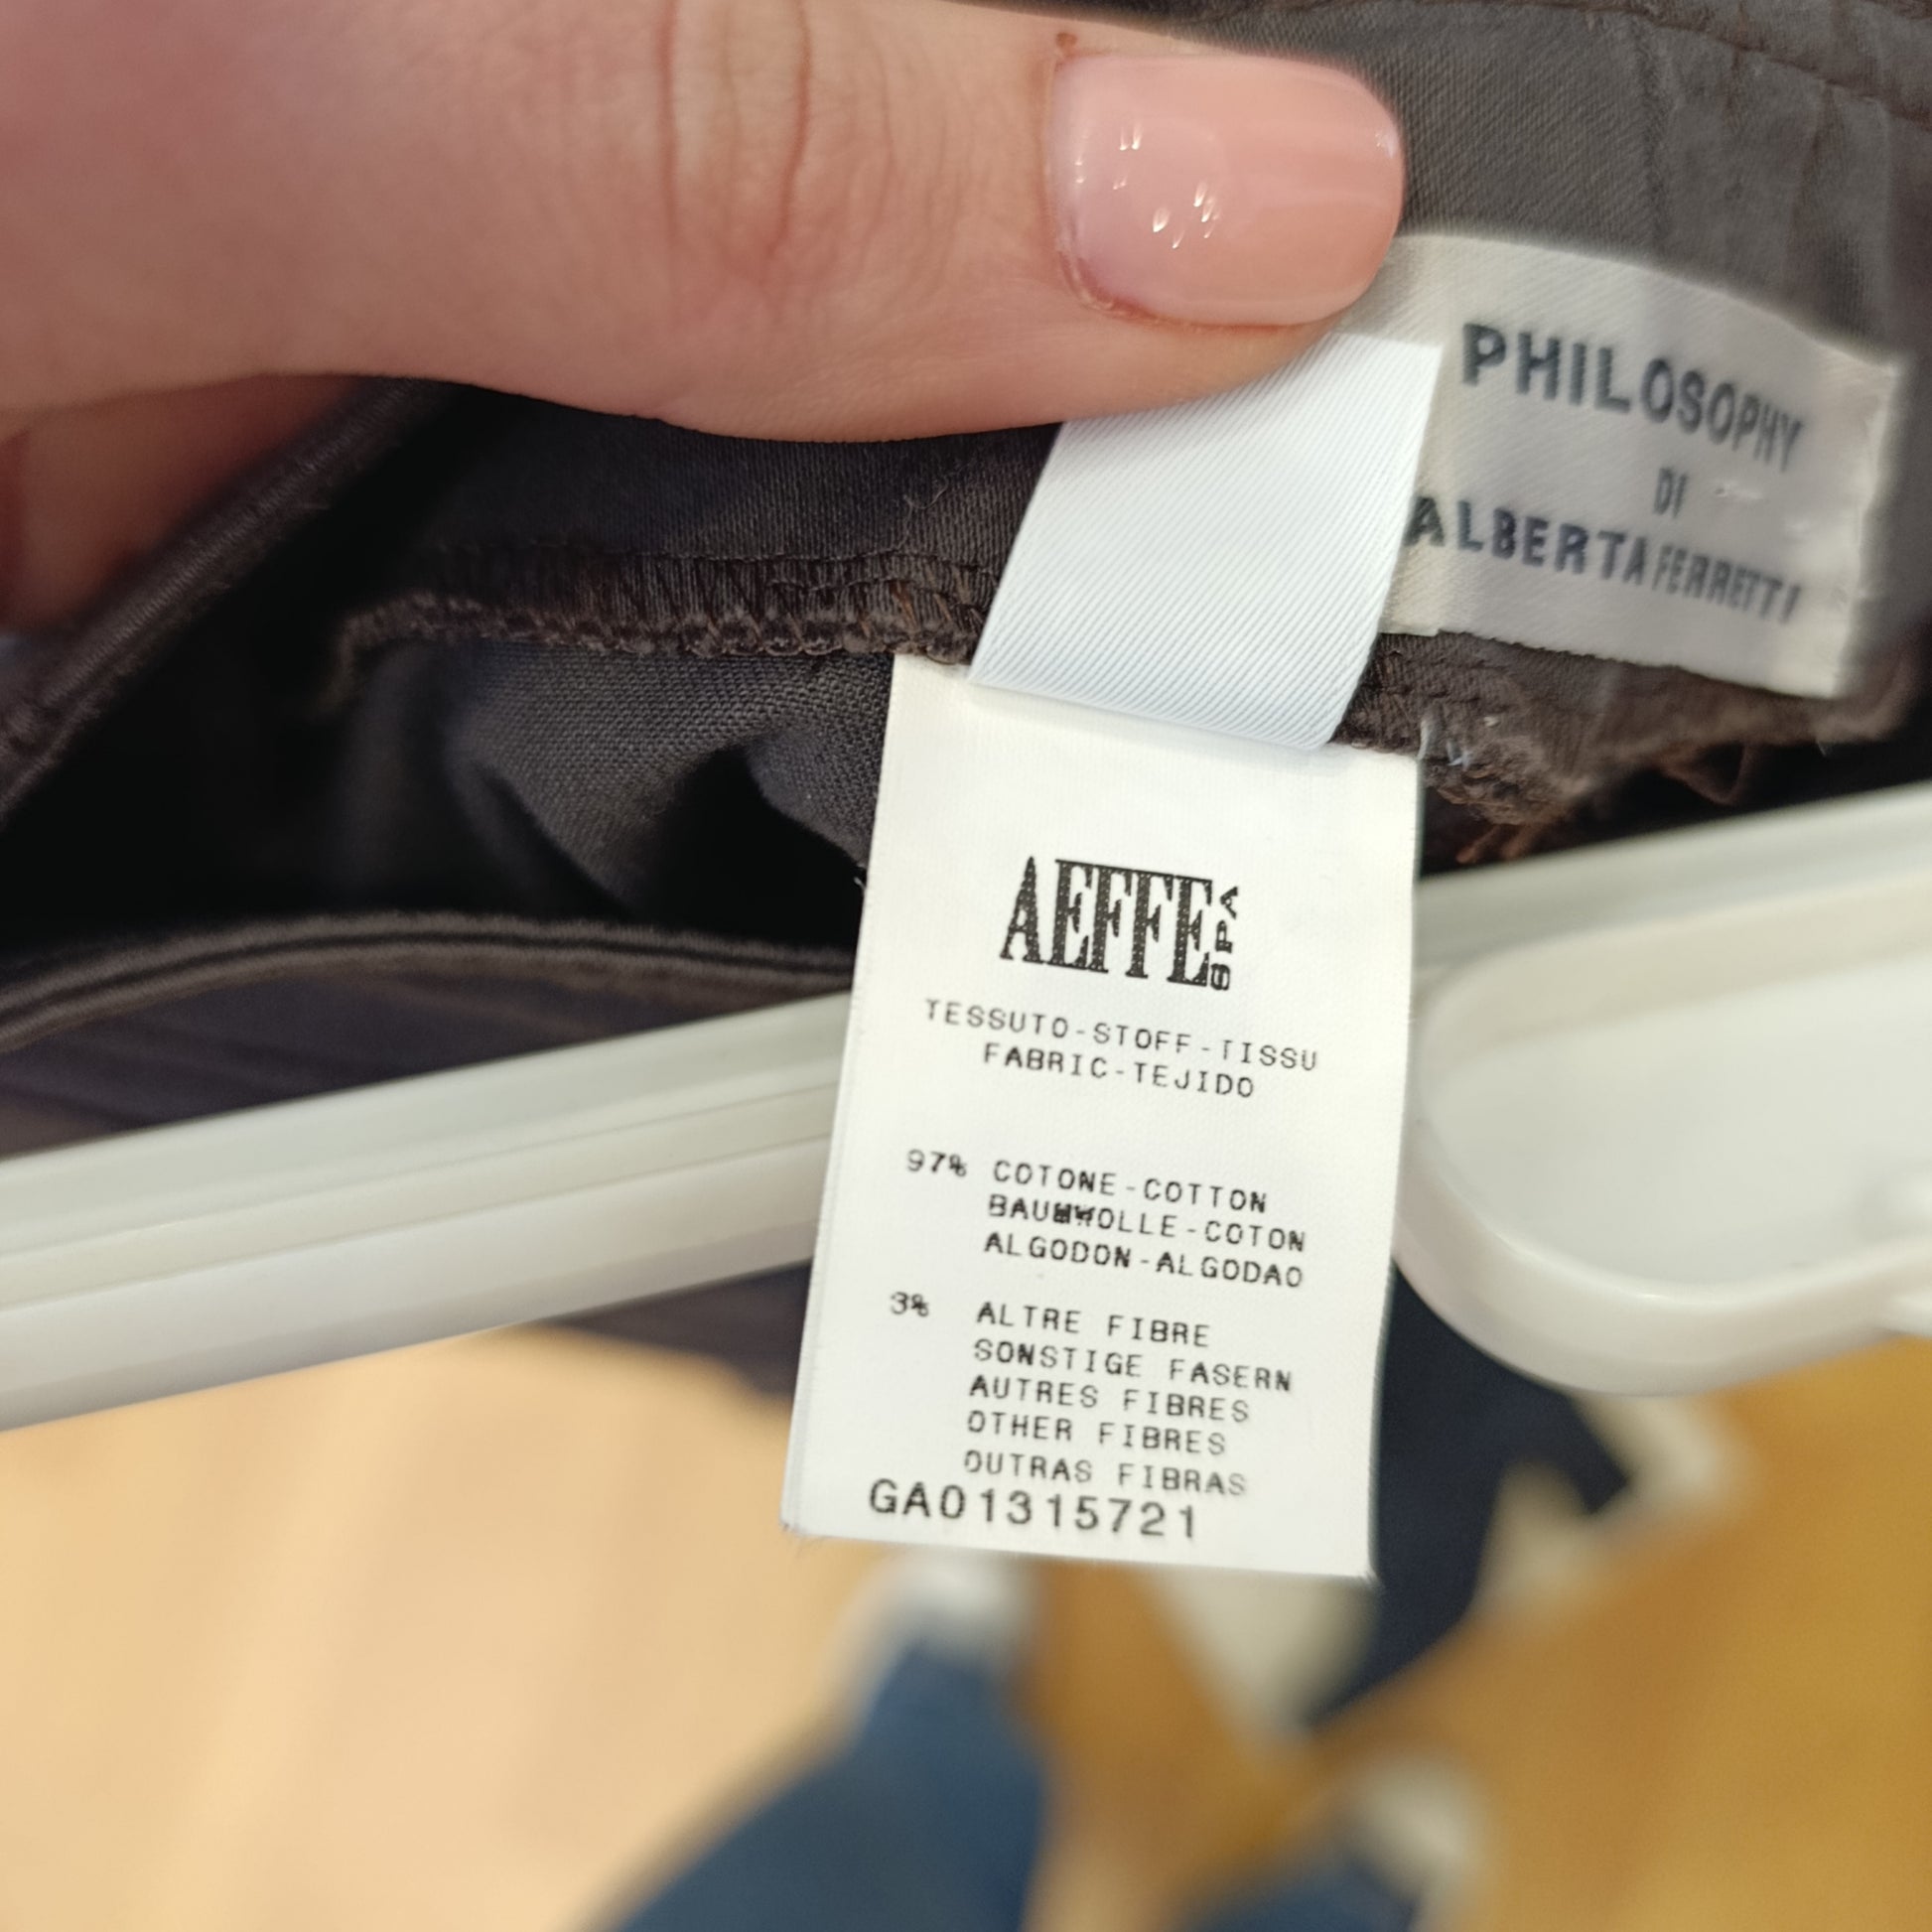 PHILOSOPHY
DI
ALBERTA FERRETTI
AEFFE SPA
TESSUTO-STOFF-TISSU
FABRIC-TEJIDO
97% COTONE-COTTON
BAUMWOLLE-COTON
ALGODON-ALGODAO
3% ALTRE FIBRE
SONSTIGE FASERN
AUTRES FIBRES
OTHER FIBRES
OUTRAS FIBRAS
GA01315721